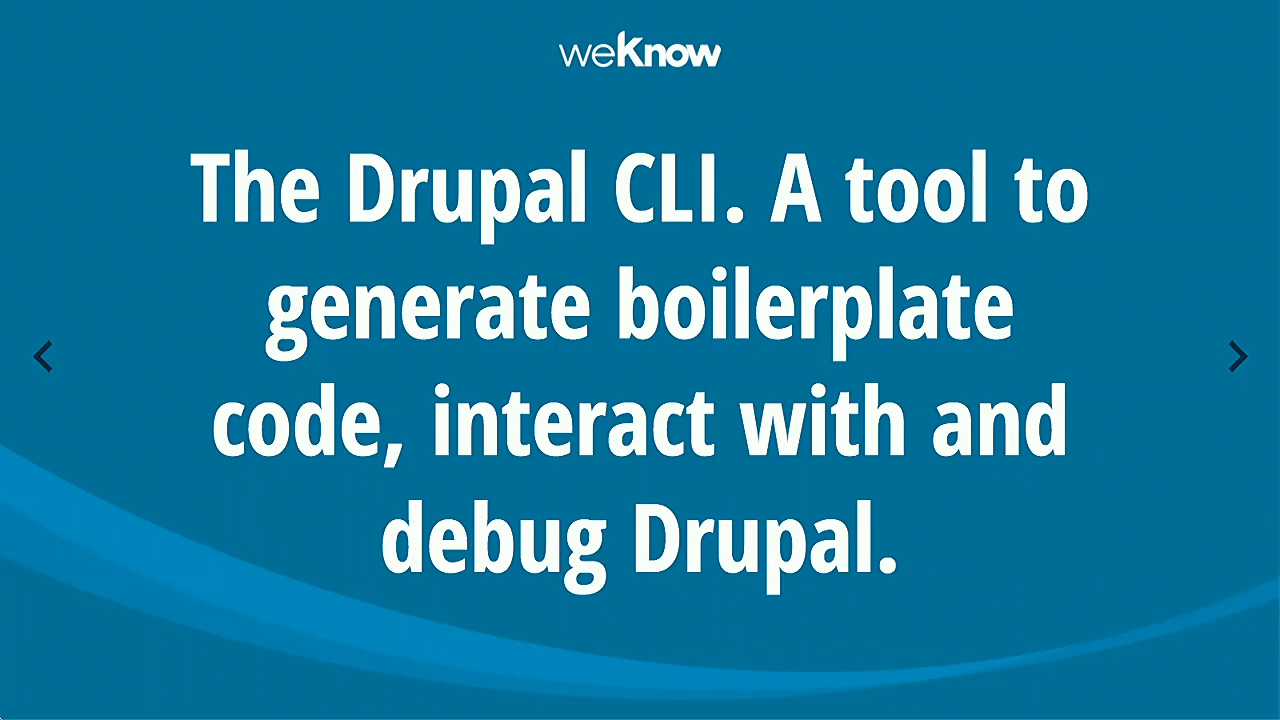 weKnow
The Drupal CLI. A tool to
generate boilerplate
code, interact with and
debug Drupal.